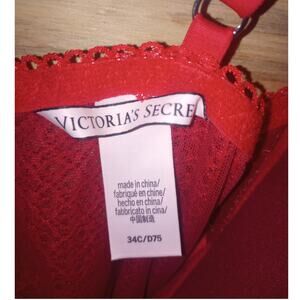 VICTORIA'S SECRE
made in china/
fabriqué en chine/
hecho en china/
fabbricato in cina/
中国制造
34C/D75